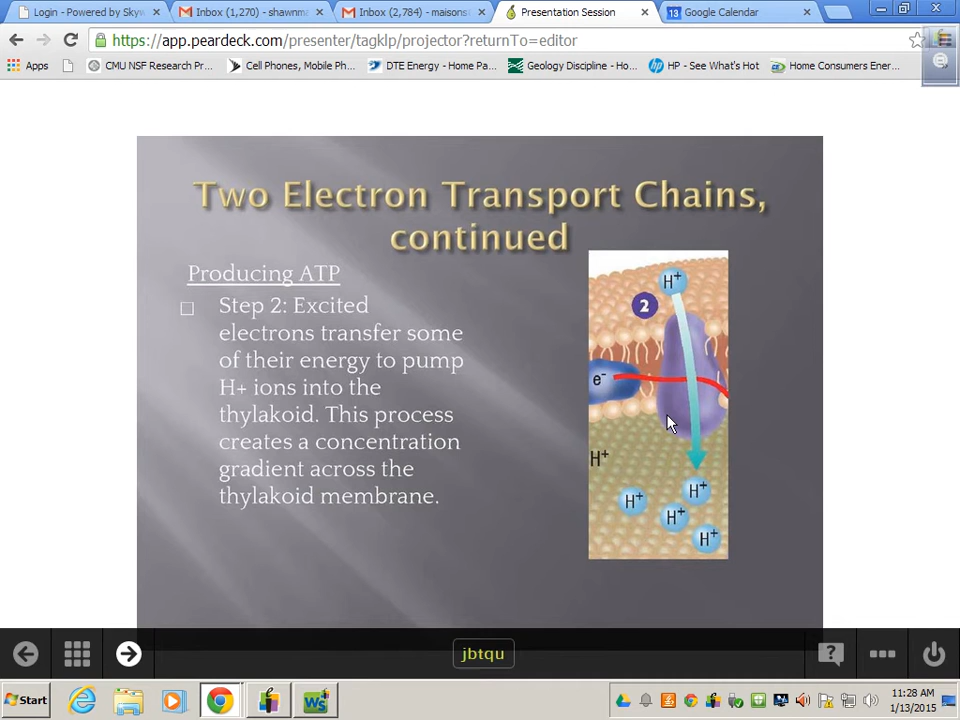 Login - Powered by Skyw
Inbox (1,270) - shawnm
Inbox (2,784) - maisons
Presentation Session
13 Google Calendar
https://app.peardeck.com/presenter/tagklp/projector?returnTo=editor
Apps
CMU NSF Research Pr...
Cell Phones, Mobile Ph...
DTE Energy - Home Pa...
Geology Discipline - Ho...
HP - See What's Hot
Home Consumers Ener...
Two Electron Transport Chains,
continued
Producing ATP
Step 2: Excited
electrons transfer some
of their energy to pump
H+ ions into the
thylakoid. This process
creates a concentration
gradient across the
thylakoid membrane.
H+
2
e-
H+
H+
H+
H+
H+
jbtqu
Start
11:28 AM
1/13/2015